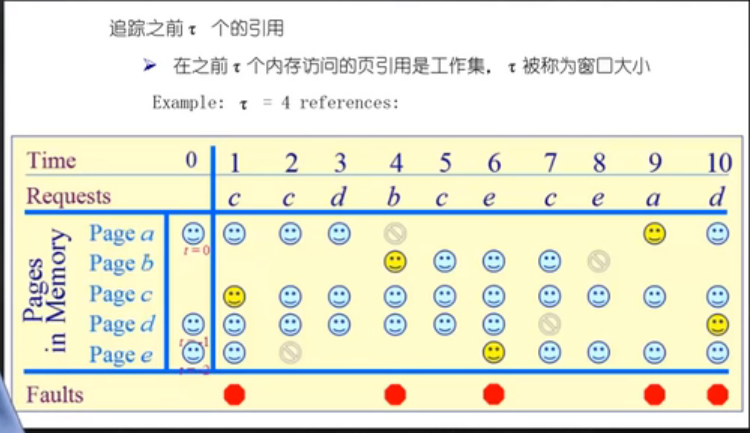 追踪之前τ 个的引用
➤ 在之前τ个内存访问的页引用是工作集，τ被称为窗口大小
Example: τ = 4 references:
Time 0 1 2 3 4 5 6 7 8 9 10
Requests c c d b c e c e a d
Pages in Memory
Page a
t = 0
Page b
Page c
Page d
Page e
Faults